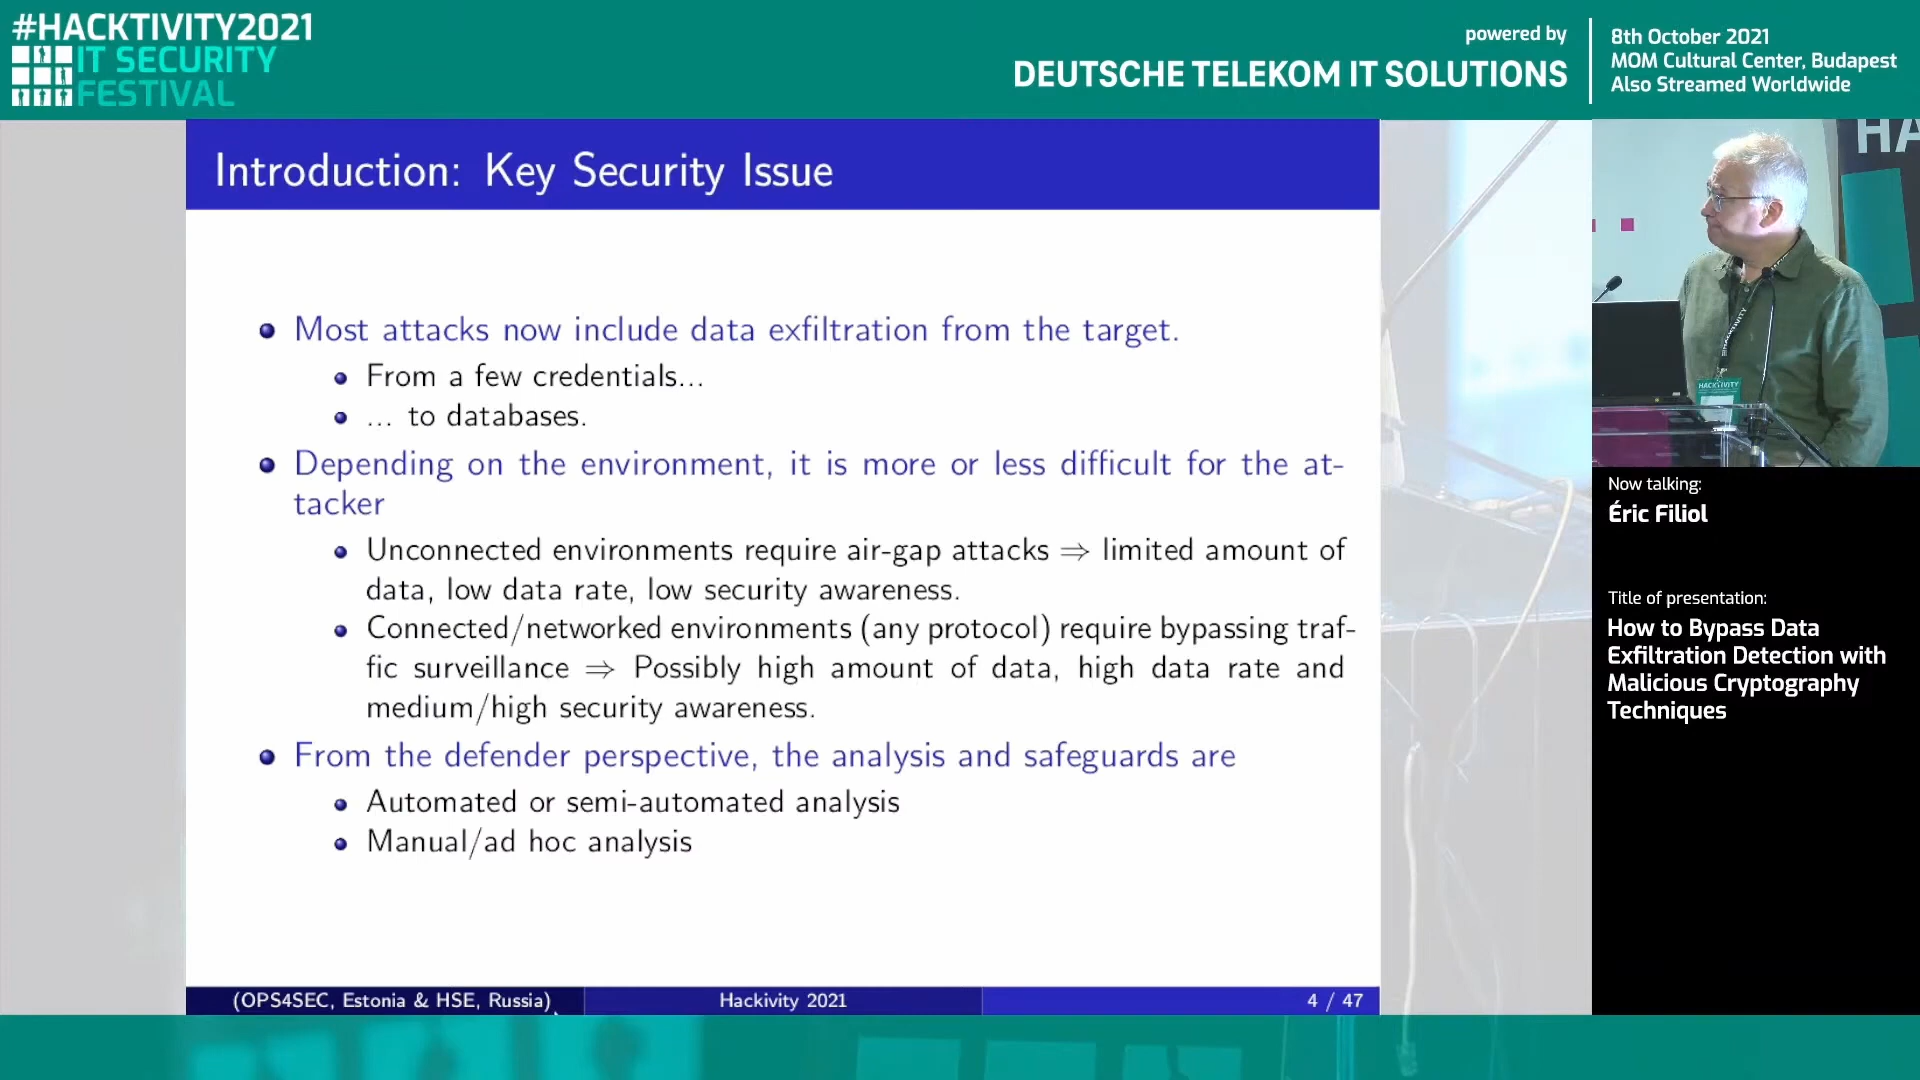 #HACKTIVITY2021
IT SECURITY
FESTIVAL
powered by
DEUTSCHE TELEKOM IT SOLUTIONS
8th October 2021
MOM Cultural Center, Budapest
Also Streamed Worldwide
Introduction: Key Security Issue
Most attacks now include data exfiltration from the target.
From a few credentials...
... to databases.
Depending on the environment, it is more or less difficult for the at-
tacker
Unconnected environments require air-gap attacks ⇒ limited amount of
data, low data rate, low security awareness.
Connected/networked environments (any protocol) require bypassing traf-
fic surveillance ⇒ Possibly high amount of data, high data rate and
medium/high security awareness.
From the defender perspective, the analysis and safeguards are
Automated or semi-automated analysis
Manual/ad hoc analysis
(OPS4SEC, Estonia & HSE, Russia)
Hackivity 2021
4 / 47
HA
HACKTIVITY
HACKTIVITY
Now talking:
Éric Filiol
Title of presentation:
How to Bypass Data
Exfiltration Detection with
Malicious Cryptography
Techniques